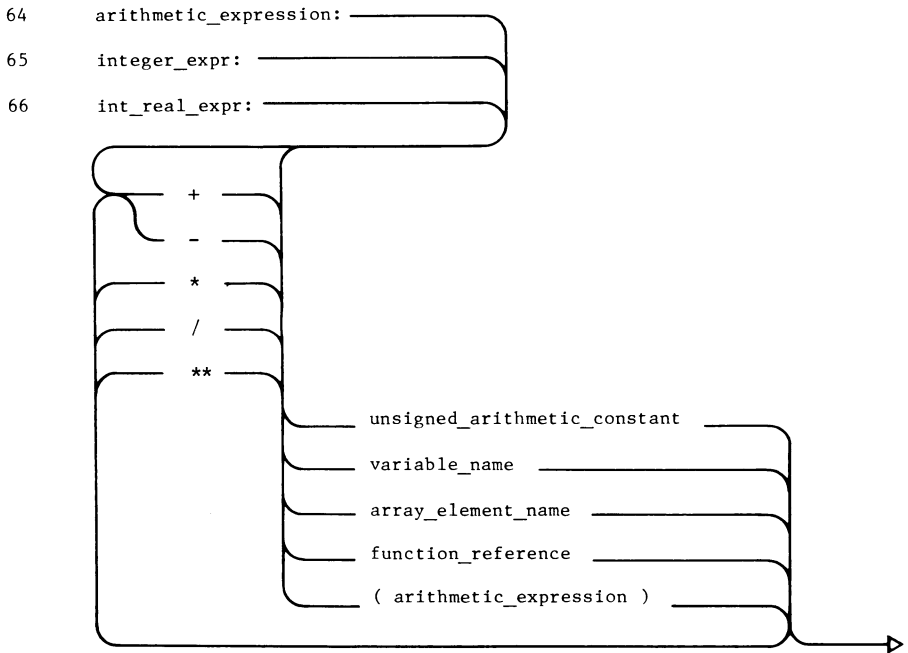 64 arithmetic_expression:
65 integer_expr:
66 int_real_expr:
+
-
*
/
**
unsigned_arithmetic_constant
variable_name
array_element_name
function_reference
( arithmetic_expression )